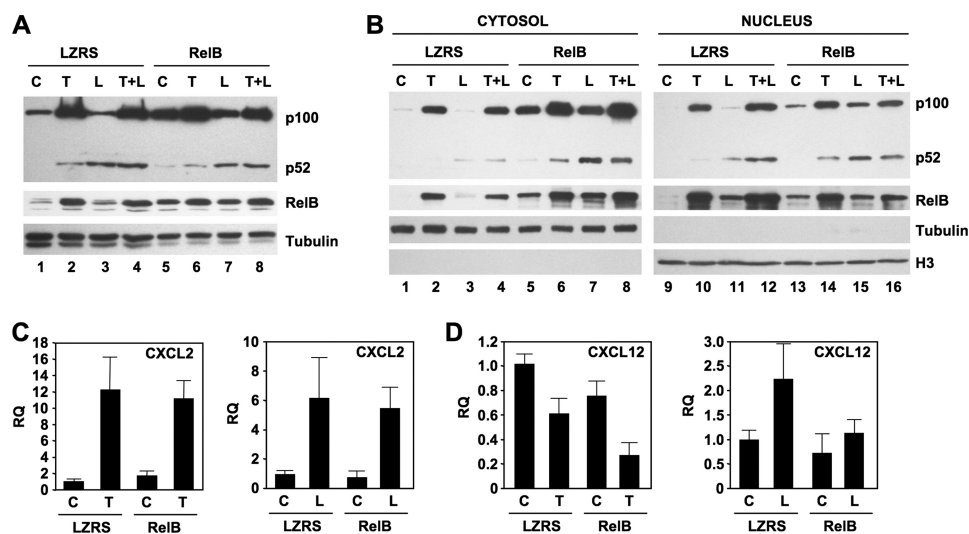 A
LZRS RelB
C T L T+L C T L T+L
p100
p52
RelB
Tubulin
1 2 3 4 5 6 7 8
B
CYTOSOL NUCLEUS
LZRS RelB LZRS RelB
C T L T+L C T L T+L C T L T+L C T L T+L
p100
p52
RelB
Tubulin
H3
1 2 3 4 5 6 7 8 9 10 11 12 13 14 15 16
C
CXCL2
RQ
18
16
14
12
10
8
6
4
2
0
C T C T
LZRS RelB
CXCL2
RQ
10
8
6
4
2
0
C L C L
LZRS RelB
D
CXCL12
RQ
1.2
1.0
0.8
0.6
0.4
0.2
0
C T C T
LZRS RelB
CXCL12
RQ
3.0
2.5
2.0
1.5
1.0
0.5
0
C L C L
LZRS RelB